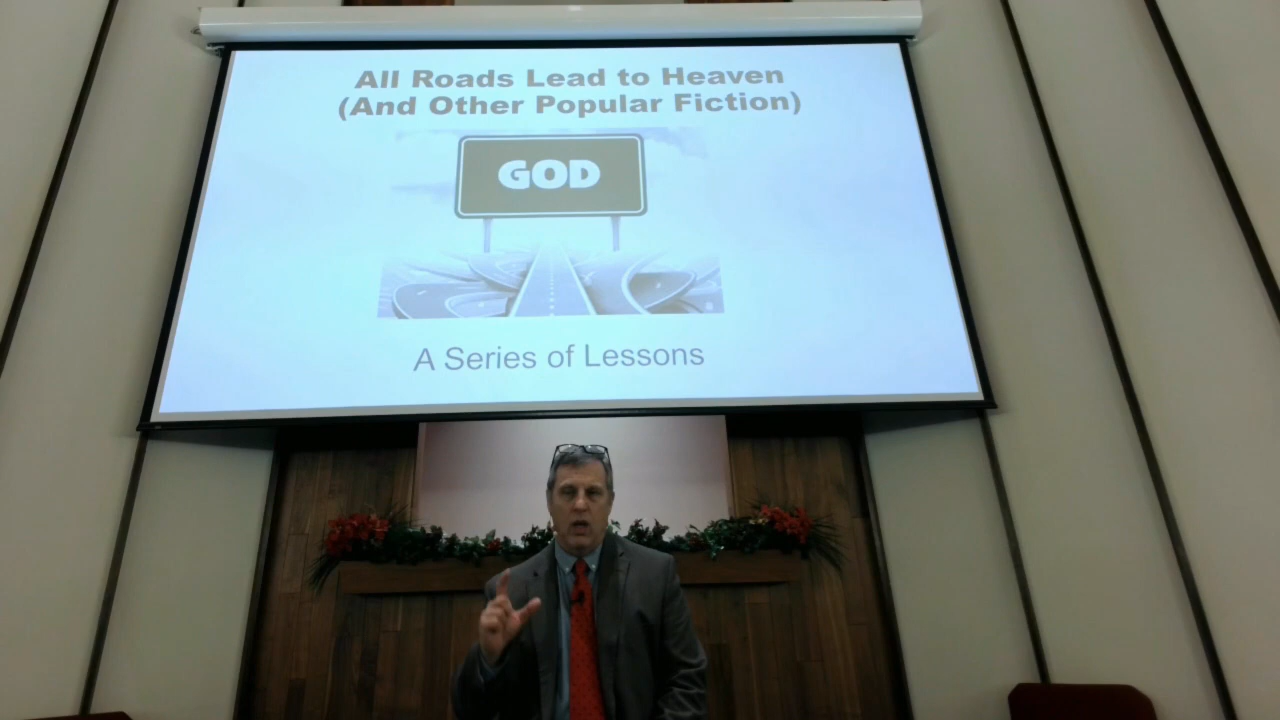 All Roads Lead to Heaven
(And Other Popular Fiction)
GOD
A Series of Lessons